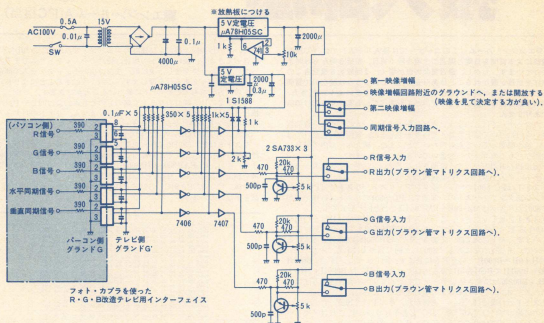 ※放熱板につける
AC100V
0.5A
15V
0.01μ
SW
4000μ
0.1μ
5V定電圧
μA78H05SC
1k
741
10k
2000μ
μA78H05SC
5V
定電圧
2000μ
0.3μ
1S1588
0.1μF×5
350×5
1k×5
1k
2k
(パソコン側)
R信号
390
G信号
390
B信号
390
水平同期信号
390
垂直同期信号
390
パーコン側
グランドG
テレビ側
グランドG'
7406
7407
2SA733×3
470
20k
470
500p
5k
470
20k
470
500p
5k
470
20k
470
500p
5k
第一映像増幅
映像増幅回路附近のグラウンドへ,または開放する
(映像を見て決定する方が良い).
第二映像増幅
同期信号入力回路へ.
R信号入力
R出力(ブラウン管マトリクス回路へ).
G信号入力
G出力(ブラウン管マトリクス回路へ).
B信号入力
B出力(ブラウン管マトリクス回路へ).
フォト・カプラを使った
R・G・B改造テレビ用インターフェイス